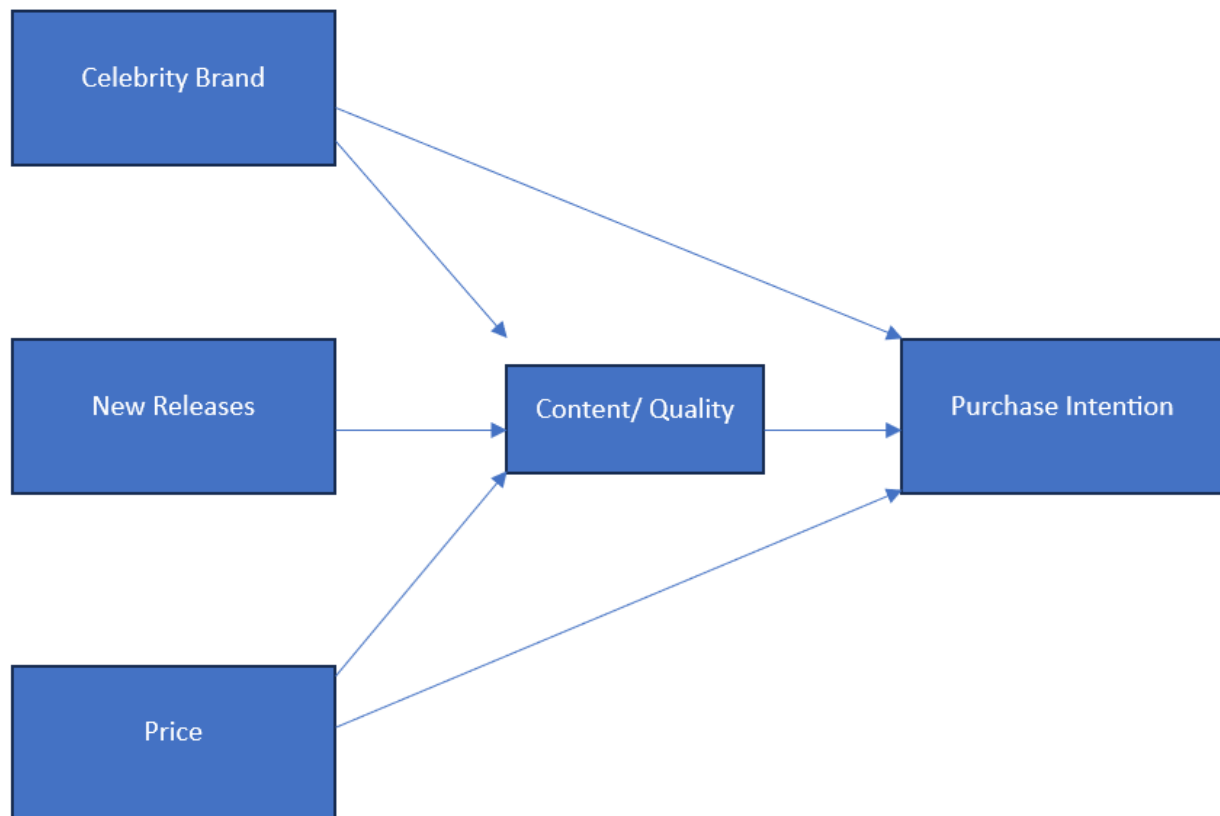 Celebrity Brand
New Releases
Content/ Quality
Purchase Intention
Price